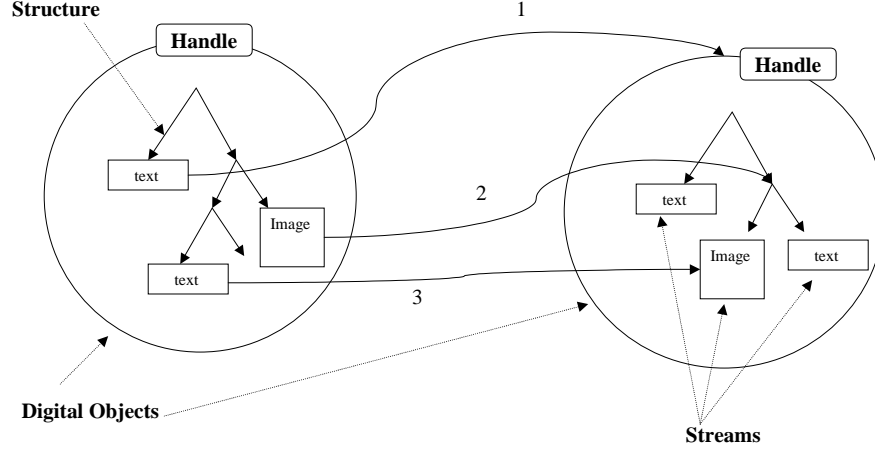 Structure
1
Handle
Handle
text
2
text
Image
Image
text
text
3
Digital Objects
Streams